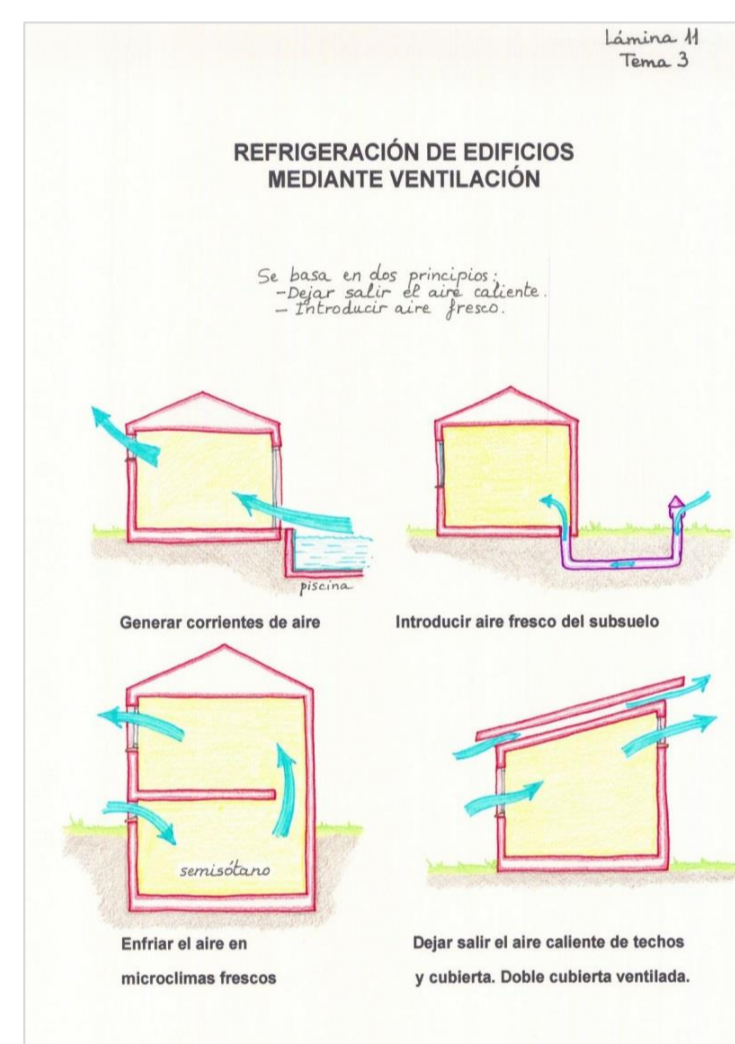 Lámina 11
Tema 3
REFRIGERACIÓN DE EDIFICIOS
MEDIANTE VENTILACIÓN
Se basa en dos principios:
-Dejar salir el aire caliente.
- Introducir aire fresco.
piscina
Generar corrientes de aire
Introducir aire fresco del subsuelo
semisótano
Enfriar el aire en
microclimas frescos
Dejar salir el aire caliente de techos
y cubierta. Doble cubierta ventilada.